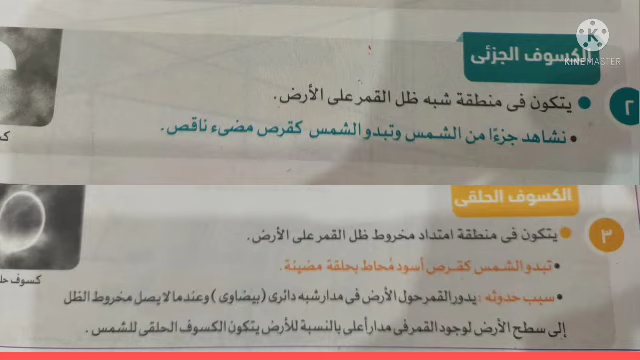 KINEMASTER
الكسوف الجزئى
٢
يتكون فى منطقة شبه ظل القمر على الأرض.
• نشاهد جزءًا من الشمس وتبدو الشمس كقرص مضىء ناقص.
الكسوف الحلقى
٣
يتكون فى منطقة امتداد مخروط ظل القمر على الأرض.
• تبدو الشمس كقرص أسود مُحاط بحلقة مضيئة.
كسوف
• سبب حدوثه : يدور القمر حول الأرض فى مدار شبه دائرى (بيضاوى) وعندما لا يصل مخروط الظل
إلى سطح الأرض لوجود القمر فى مدار أعلى بالنسبة للأرض يتكون الكسوف الحلقى للشمس .